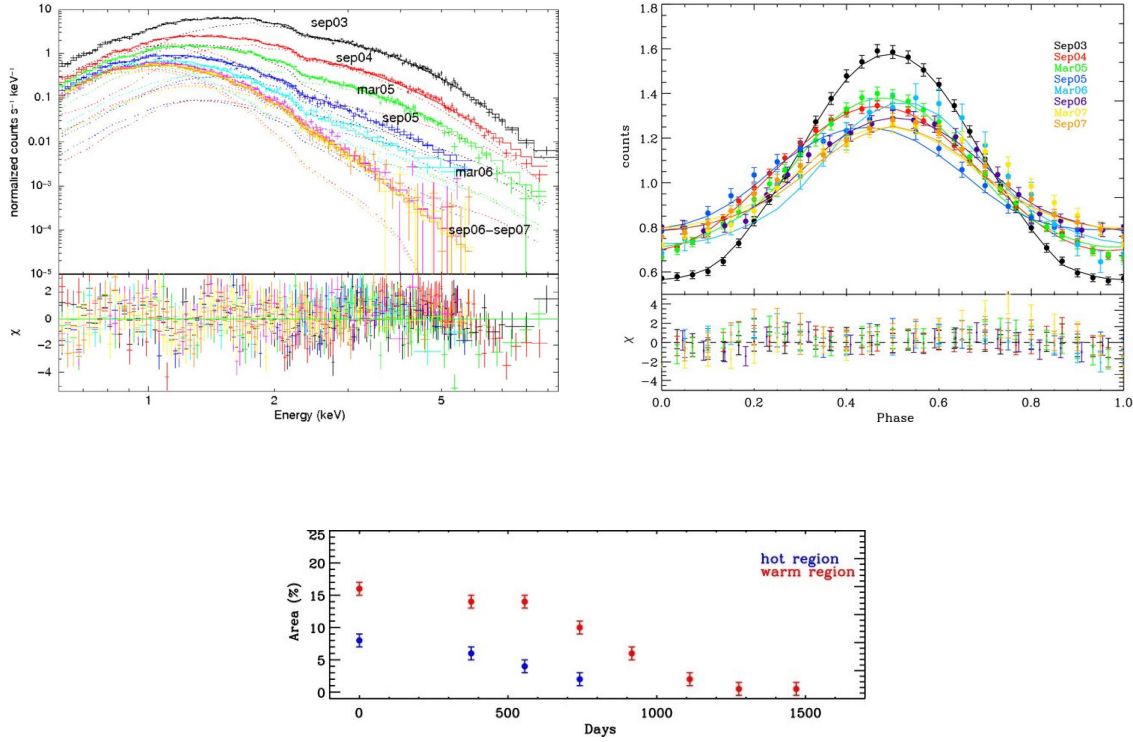 normalized counts s⁻¹ keV⁻¹
10
1
0.1
0.01
10⁻³
10⁻⁴
10⁻⁵
sep03
sep04
mar05
sep05
mar06
sep06−sep07
χ
2
0
−2
−4
1
2
5
Energy (keV)
counts
1.8
1.6
1.4
1.2
1.0
0.8
0.6
Sep03
Sep04
Mar05
Sep05
Mar06
Sep06
Mar07
Sep07
χ
4
2
0
-2
-4
0.0
0.2
0.4
0.6
0.8
1.0
Phase
Area (%)
25
20
15
10
5
0
hot region
warm region
0
500
1000
1500
Days